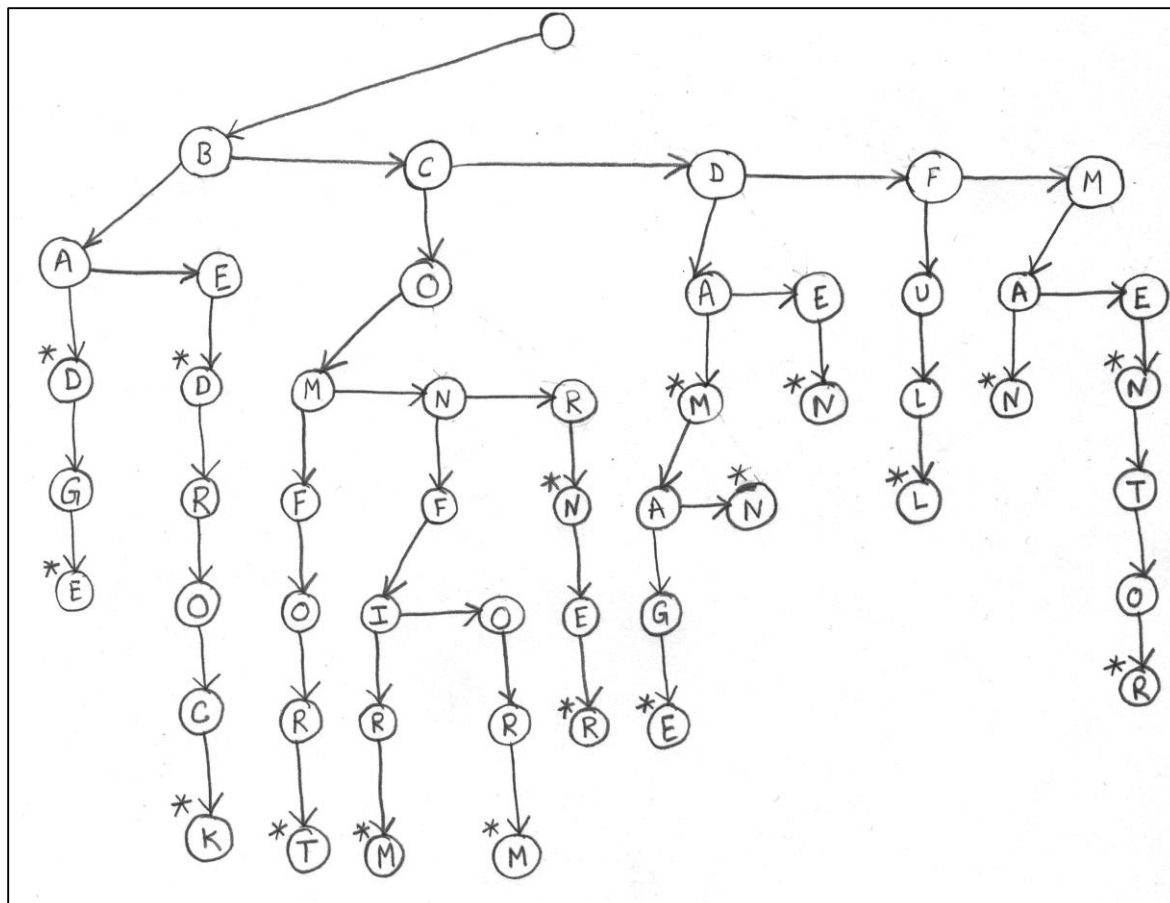 B C D F M
A E O A E U A E
* D * D M N R * M * N L * N * N
G R F F * N A * N * L T
* E O O I O E G O
C R R R * R * E * R
* K * T * M * M